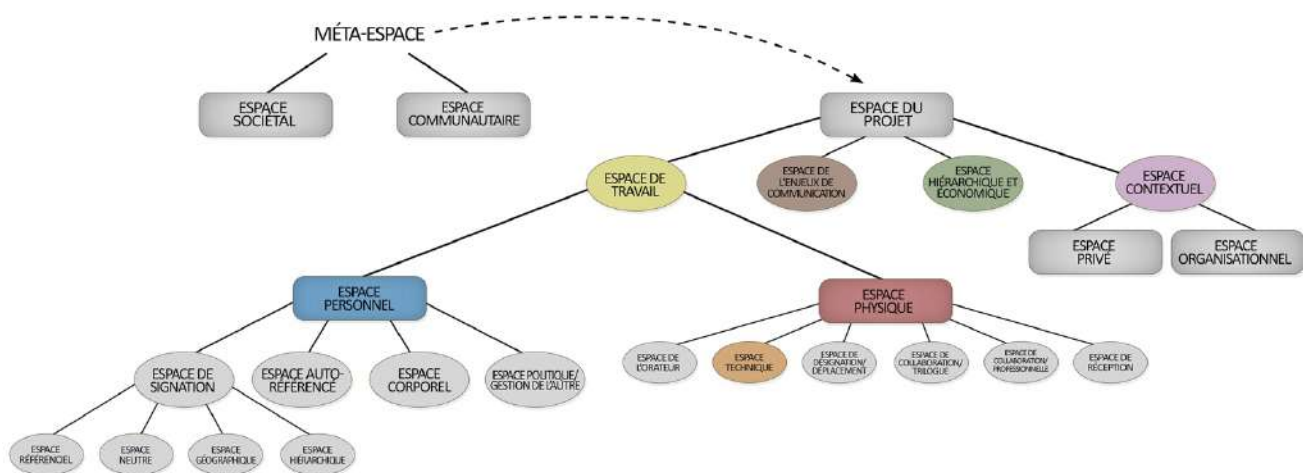 MÉTA-ESPACE
ESPACE
SOCIÉTAL
ESPACE
COMMUNAUTAIRE
ESPACE DU
PROJET
ESPACE DE
TRAVAIL
ESPACE DE
L'ENJEUX DE
COMMUNICATION
ESPACE
HIÉRARCHIQUE ET
ÉCONOMIQUE
ESPACE
CONTEXTUEL
ESPACE
PRIVÉ
ESPACE
ORGANISATIONNEL
ESPACE
PERSONNEL
ESPACE
PHYSIQUE
ESPACE DE
SIGNATION
ESPACE AUTO-
RÉFÉRENCÉ
ESPACE
CORPOREL
ESPACE POLITIQUE/
GESTION DE L'AUTRE
ESPACE DE
L'ORATEUR
ESPACE
TECHNIQUE
ESPACE DE
DÉSIGNATION/
DÉPLACEMENT
ESPACE DE
COLLABORATION/
TRILOGUE
ESPACE DE
COLLABORATION/
PROFESSIONNELLE
ESPACE DE
RÉCEPTION
ESPACE
RÉFÉRENCIEL
ESPACE
NEUTRE
ESPACE
GÉOGRAPHIQUE
ESPACE
HIÉRARCHIQUE